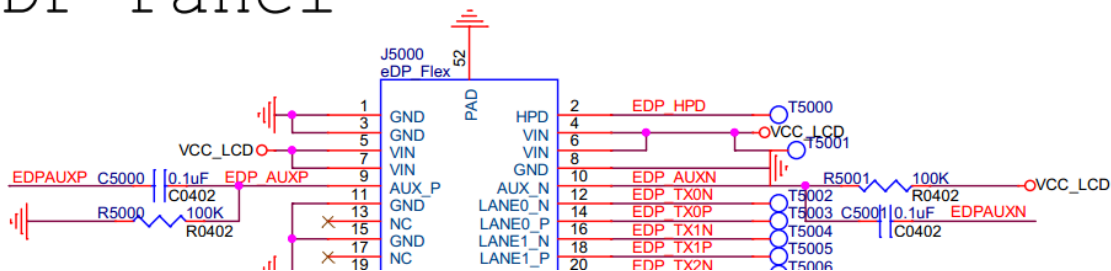 DP Panel
J5000
eDP_Flex
52
PAD
1 GND HPD 2 EDP_HPD T5000
3 GND VIN 4 VCC_LCD
VCC_LCD 5 VIN VIN 6 T5001
7 VIN GND 8
EDPAUXP C5000 0.1uF C0402 EDP_AUXP 9 AUX_P AUX_N 10 EDP_AUXN R5001 100K R0402 VCC_LCD
R5000 100K R0402 11 GND LANE0_N 12 EDP_TX0N T5002
13 NC LANE0_P 14 EDP_TX0P T5003 C5001 0.1uF C0402 EDPAUXN
15 GND LANE1_N 16 EDP_TX1N T5004
17 NC LANE1_P 18 EDP_TX1P T5005
19 20 EDP_TX2N T5006